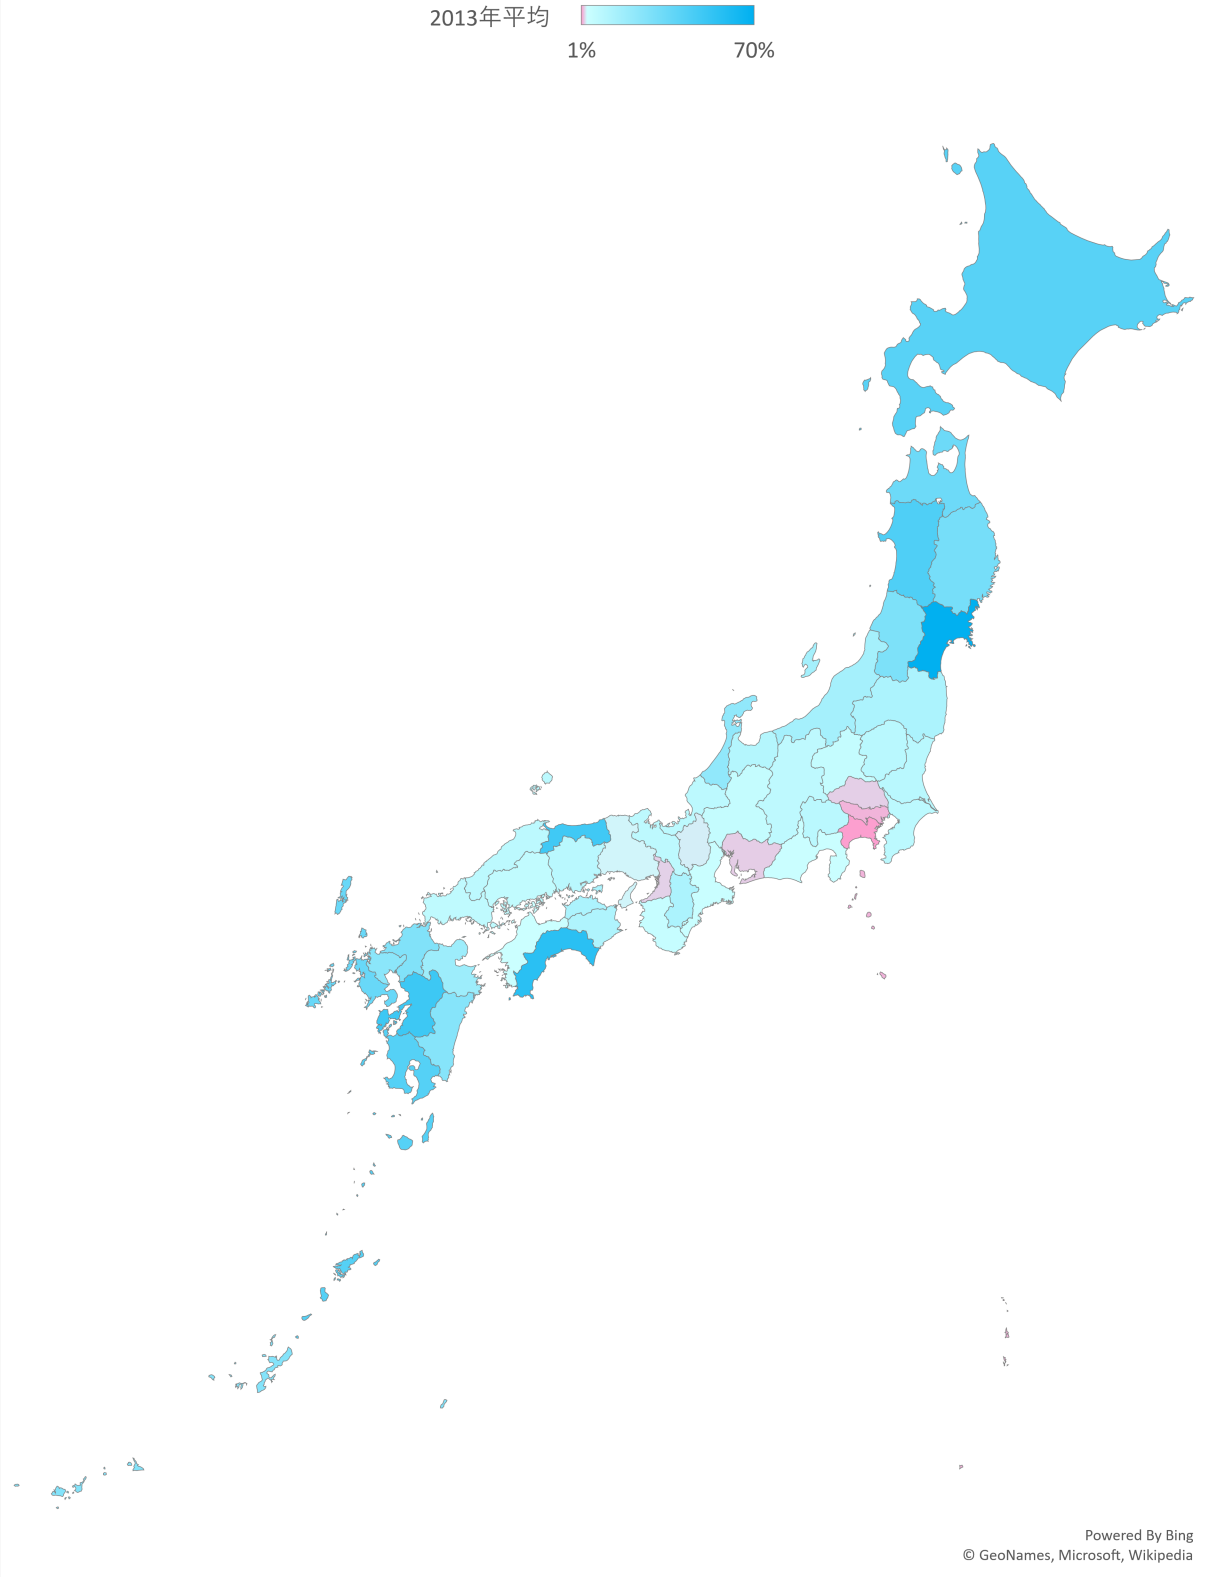 2013年平均
1% 70%
Powered By Bing
© GeoNames, Microsoft, Wikipedia